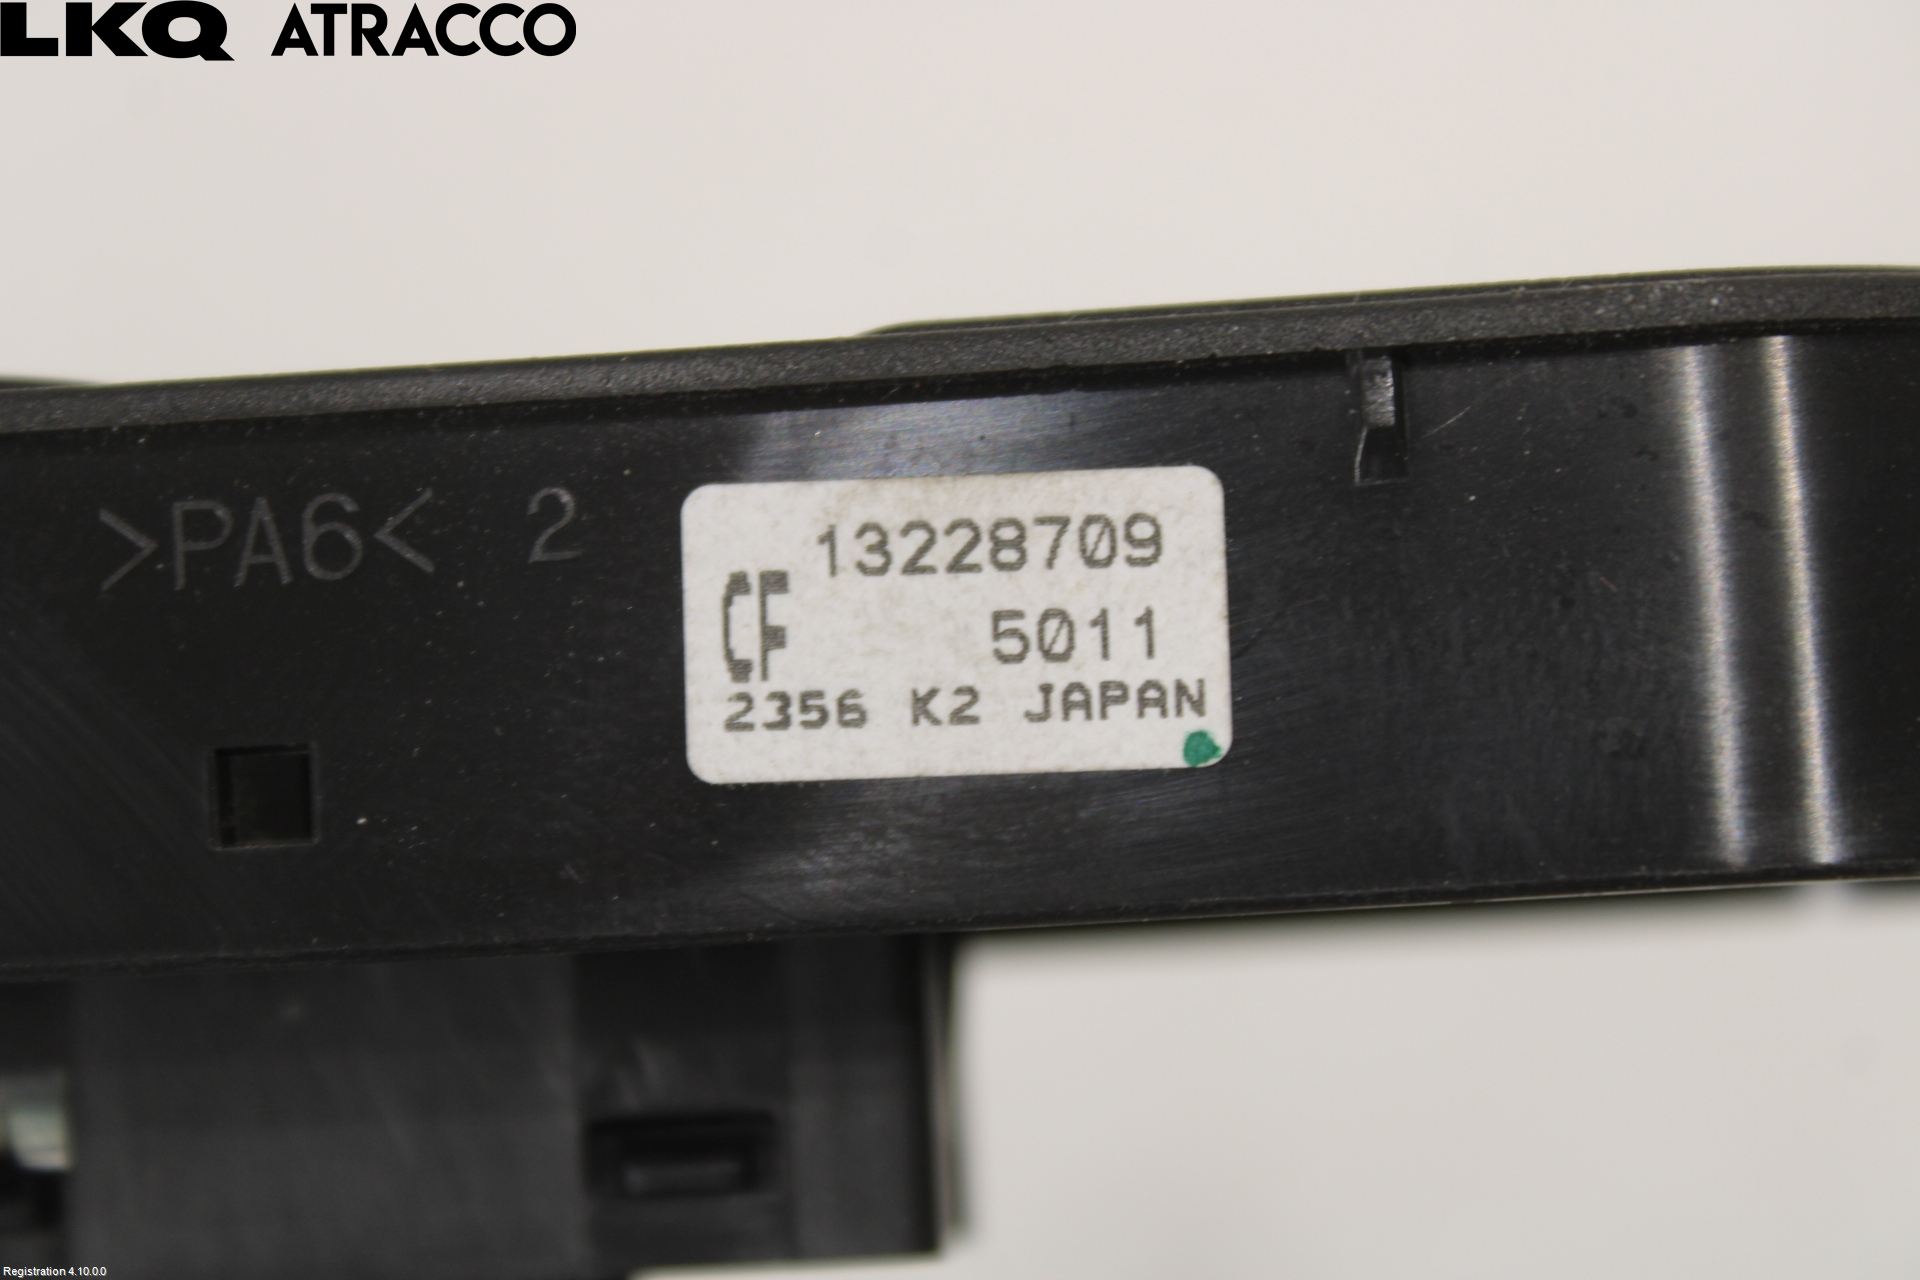 LKQ ATRACCO
>PA6< 2
13228709
CF 5011
2356 K2 JAPAN
Registration 4.10.0.0